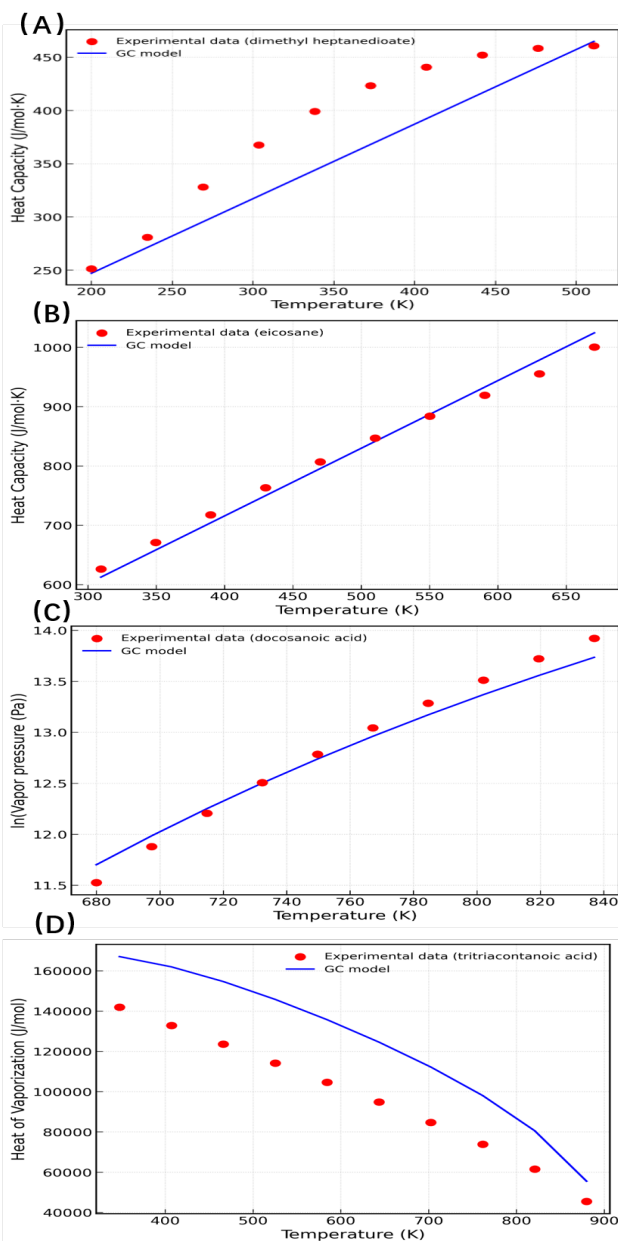 (A)
Experimental data (dimethyl heptanedioate)
GC model
450
400
350
300
250
Heat Capacity (J/mol·K)
200 250 300 350 400 450 500
Temperature (K)
(B)
Experimental data (eicosane)
GC model
1000
900
800
700
600
Heat Capacity (J/mol·K)
300 350 400 450 500 550 600 650
Temperature (K)
(C)
14.0
Experimental data (docosanoic acid)
GC model
13.5
13.0
12.5
12.0
11.5
ln(Vapor pressure (Pa))
680 700 720 740 760 780 800 820 840
Temperature (K)
(D)
Experimental data (tritriacontanoic acid)
GC model
160000
140000
120000
100000
80000
60000
40000
Heat of Vaporization (J/mol)
400 500 600 700 800 900
Temperature (K)